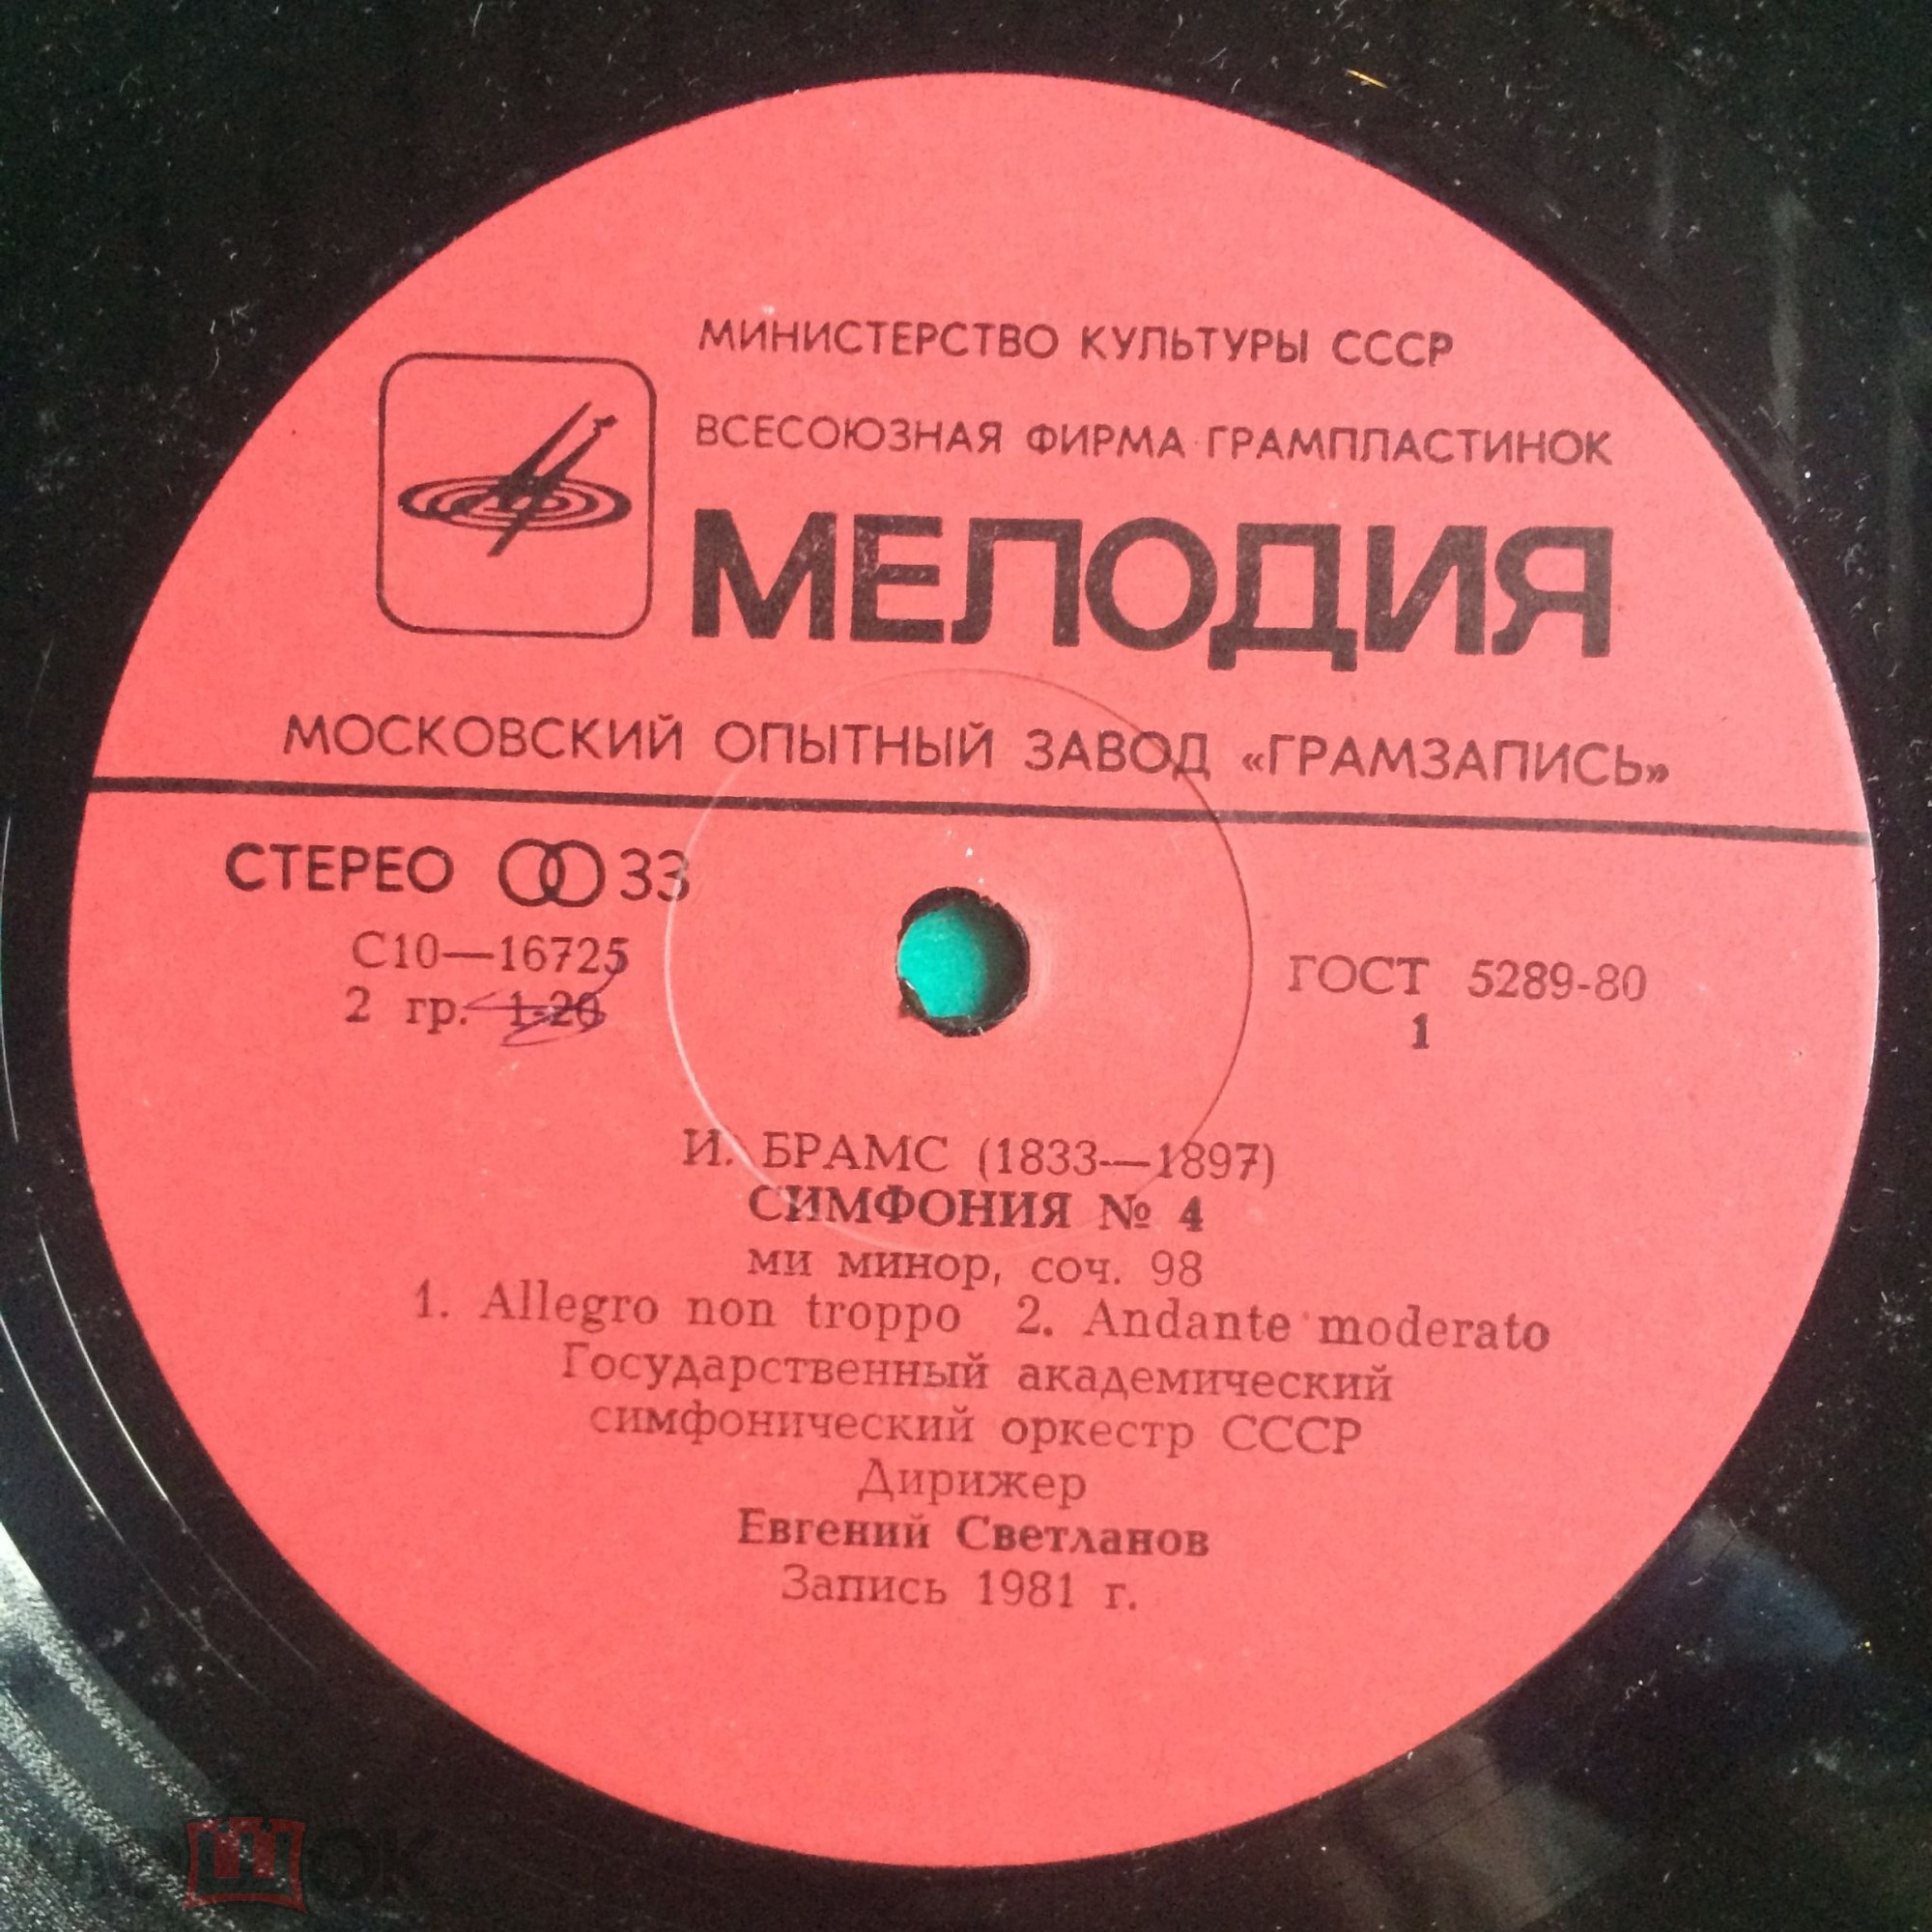 МИНИСТЕРСТВО КУЛЬТУРЫ СССР
ВСЕСОЮЗНАЯ ФИРМА ГРАМПЛАСТИНОК
МЕЛОДИЯ
МОСКОВСКИЙ ОПЫТНЫЙ ЗАВОД «ГРАМЗАПИСЬ»
СТЕРЕО 33
С10—16725
2 гр. 1-20
ГОСТ 5289-80
1
И. БРАМС (1833—1897)
СИМФОНИЯ № 4
ми минор, соч. 98
1. Allegro non troppo 2. Andante moderato
Государственный академический
симфонический оркестр СССР
Дирижер
Евгений Светланов
Запись 1981 г.